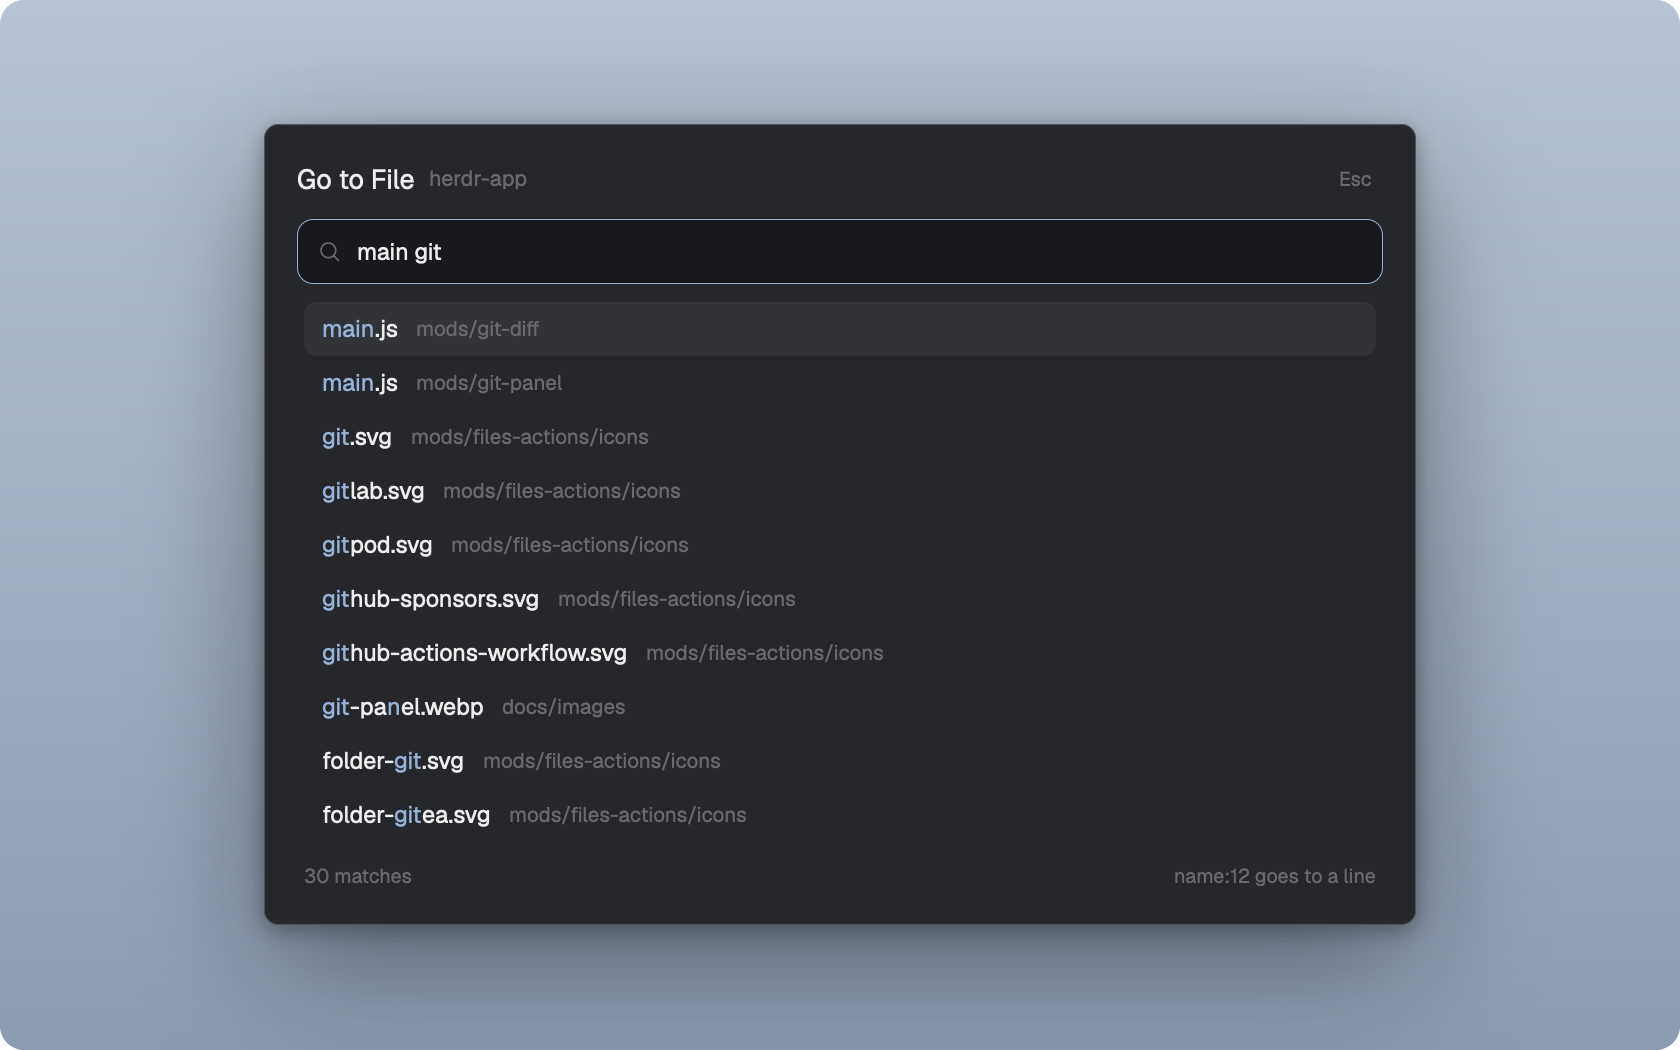 Go to File herdr-app Esc
main git
main.js mods/git-diff
main.js mods/git-panel
git.svg mods/files-actions/icons
gitlab.svg mods/files-actions/icons
gitpod.svg mods/files-actions/icons
github-sponsors.svg mods/files-actions/icons
github-actions-workflow.svg mods/files-actions/icons
git-panel.webp docs/images
folder-git.svg mods/files-actions/icons
folder-gitea.svg mods/files-actions/icons
30 matches name:12 goes to a line